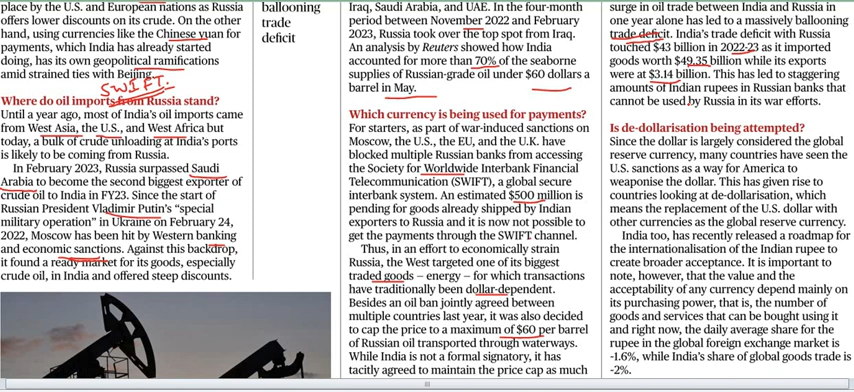 place by the U.S. and European nations as Russia
offers lower discounts on its crude. On the other
hand, using currencies like the Chinese yuan for
payments, which India has already started
doing, has its own geopolitical ramifications
amid strained ties with Beijing.
SWIFT.
Where do oil imports from Russia stand?
Until a year ago, most of India's oil imports came
from West Asia, the U.S., and West Africa but
today, a bulk of crude unloading at India's ports
is likely to be coming from Russia.
In February 2023, Russia surpassed Saudi
Arabia to become the second biggest exporter of
crude oil to India in FY23. Since the start of
Russian President Vladimir Putin's “special
military operation” in Ukraine on February 24,
2022, Moscow has been hit by Western banking
and economic sanctions. Against this backdrop,
it found a ready market for its goods, especially
crude oil, in India and offered steep discounts.
ballooning
trade
deficit
Iraq, Saudi Arabia, and UAE. In the four-month
period between November 2022 and February
2023, Russia took over the top spot from Iraq.
An analysis by Reuters showed how India
accounted for more than 70% of the seaborne
supplies of Russian-grade oil under $60 dollars a
barrel in May.
Which currency is being used for payments?
For starters, as part of war-induced sanctions on
Moscow, the U.S., the EU, and the U.K. have
blocked multiple Russian banks from accessing
the Society for Worldwide Interbank Financial
Telecommunication (SWIFT), a global secure
interbank system. An estimated $500 million is
pending for goods already shipped by Indian
exporters to Russia and it is now not possible to
get the payments through the SWIFT channel.
Thus, in an effort to economically strain
Russia, the West targeted one of its biggest
traded goods – energy – for which transactions
have traditionally been dollar-dependent.
Besides an oil ban jointly agreed between
multiple countries last year, it was also decided
to cap the price to a maximum of $60 per barrel
of Russian oil transported through waterways.
While India is not a formal signatory, it has
tacitly agreed to maintain the price cap as much
surge in oil trade between India and Russia in
one year alone has led to a massively ballooning
trade deficit. India's trade deficit with Russia
touched $43 billion in 2022-23 as it imported
goods worth $49.35 billion while its exports
were at $3.14 billion. This has led to staggering
amounts of Indian rupees in Russian banks that
cannot be used by Russia in its war efforts.
Is de-dollarisation being attempted?
Since the dollar is largely considered the global
reserve currency, many countries have seen the
U.S. sanctions as a way for America to
weaponise the dollar. This has given rise to
countries looking at de-dollarisation, which
means the replacement of the U.S. dollar with
other currencies as the global reserve currency.
India too, has recently released a roadmap for
the internationalisation of the Indian rupee to
create broader acceptance. It is important to
note, however, that the value and the
acceptability of any currency depend mainly on
its purchasing power, that is, the number of
goods and services that can be bought using it
and right now, the daily average share for the
rupee in the global foreign exchange market is
-1.6%, while India's share of global goods trade is
-2%.